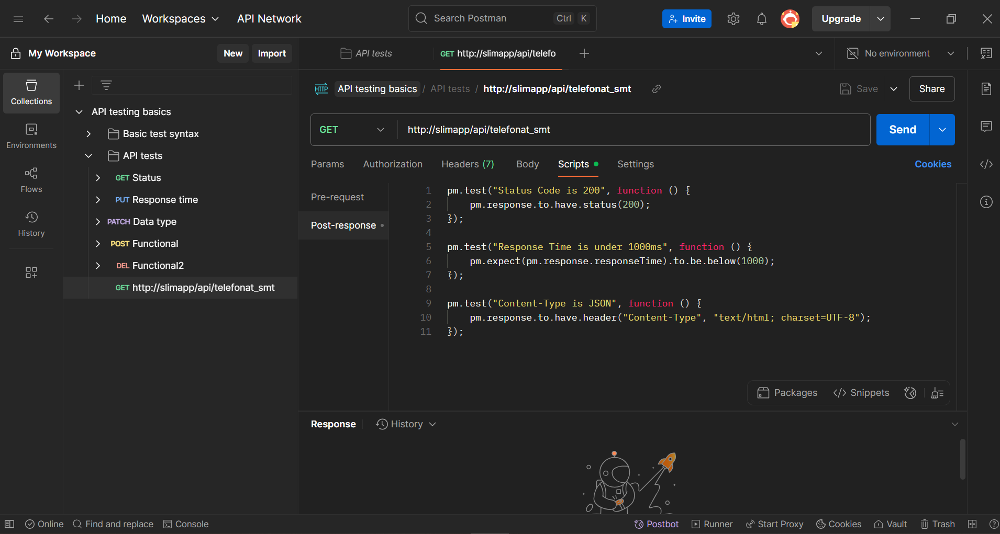 Home Workspaces API Network Search Postman Ctrl K Invite Upgrade
My Workspace New Import
API tests GET http://slimapp/api/telefo No environment
Collections
Environments
Flows
History
API testing basics
Basic test syntax
API tests
GET Status
PUT Response time
PATCH Data type
POST Functional
DEL Functional2
GET http://slimapp/api/telefonat_smt
HTTP API testing basics / API tests / http://slimapp/api/telefonat_smt Save Share
GET http://slimapp/api/telefonat_smt Send
Params Authorization Headers (7) Body Scripts Settings Cookies
Pre-request
Post-response
1 pm.test("Status Code is 200", function () {
2 pm.response.to.have.status(200);
3 });
4
5 pm.test("Response Time is under 1000ms", function () {
6 pm.expect(pm.response.responseTime).to.be.below(1000);
7 });
8
9 pm.test("Content-Type is JSON", function () {
10 pm.response.to.have.header("Content-Type", "text/html; charset=UTF-8");
11 });
Packages </> Snippets
Response History
Online Find and replace Console Postbot Runner Start Proxy Cookies Vault Trash